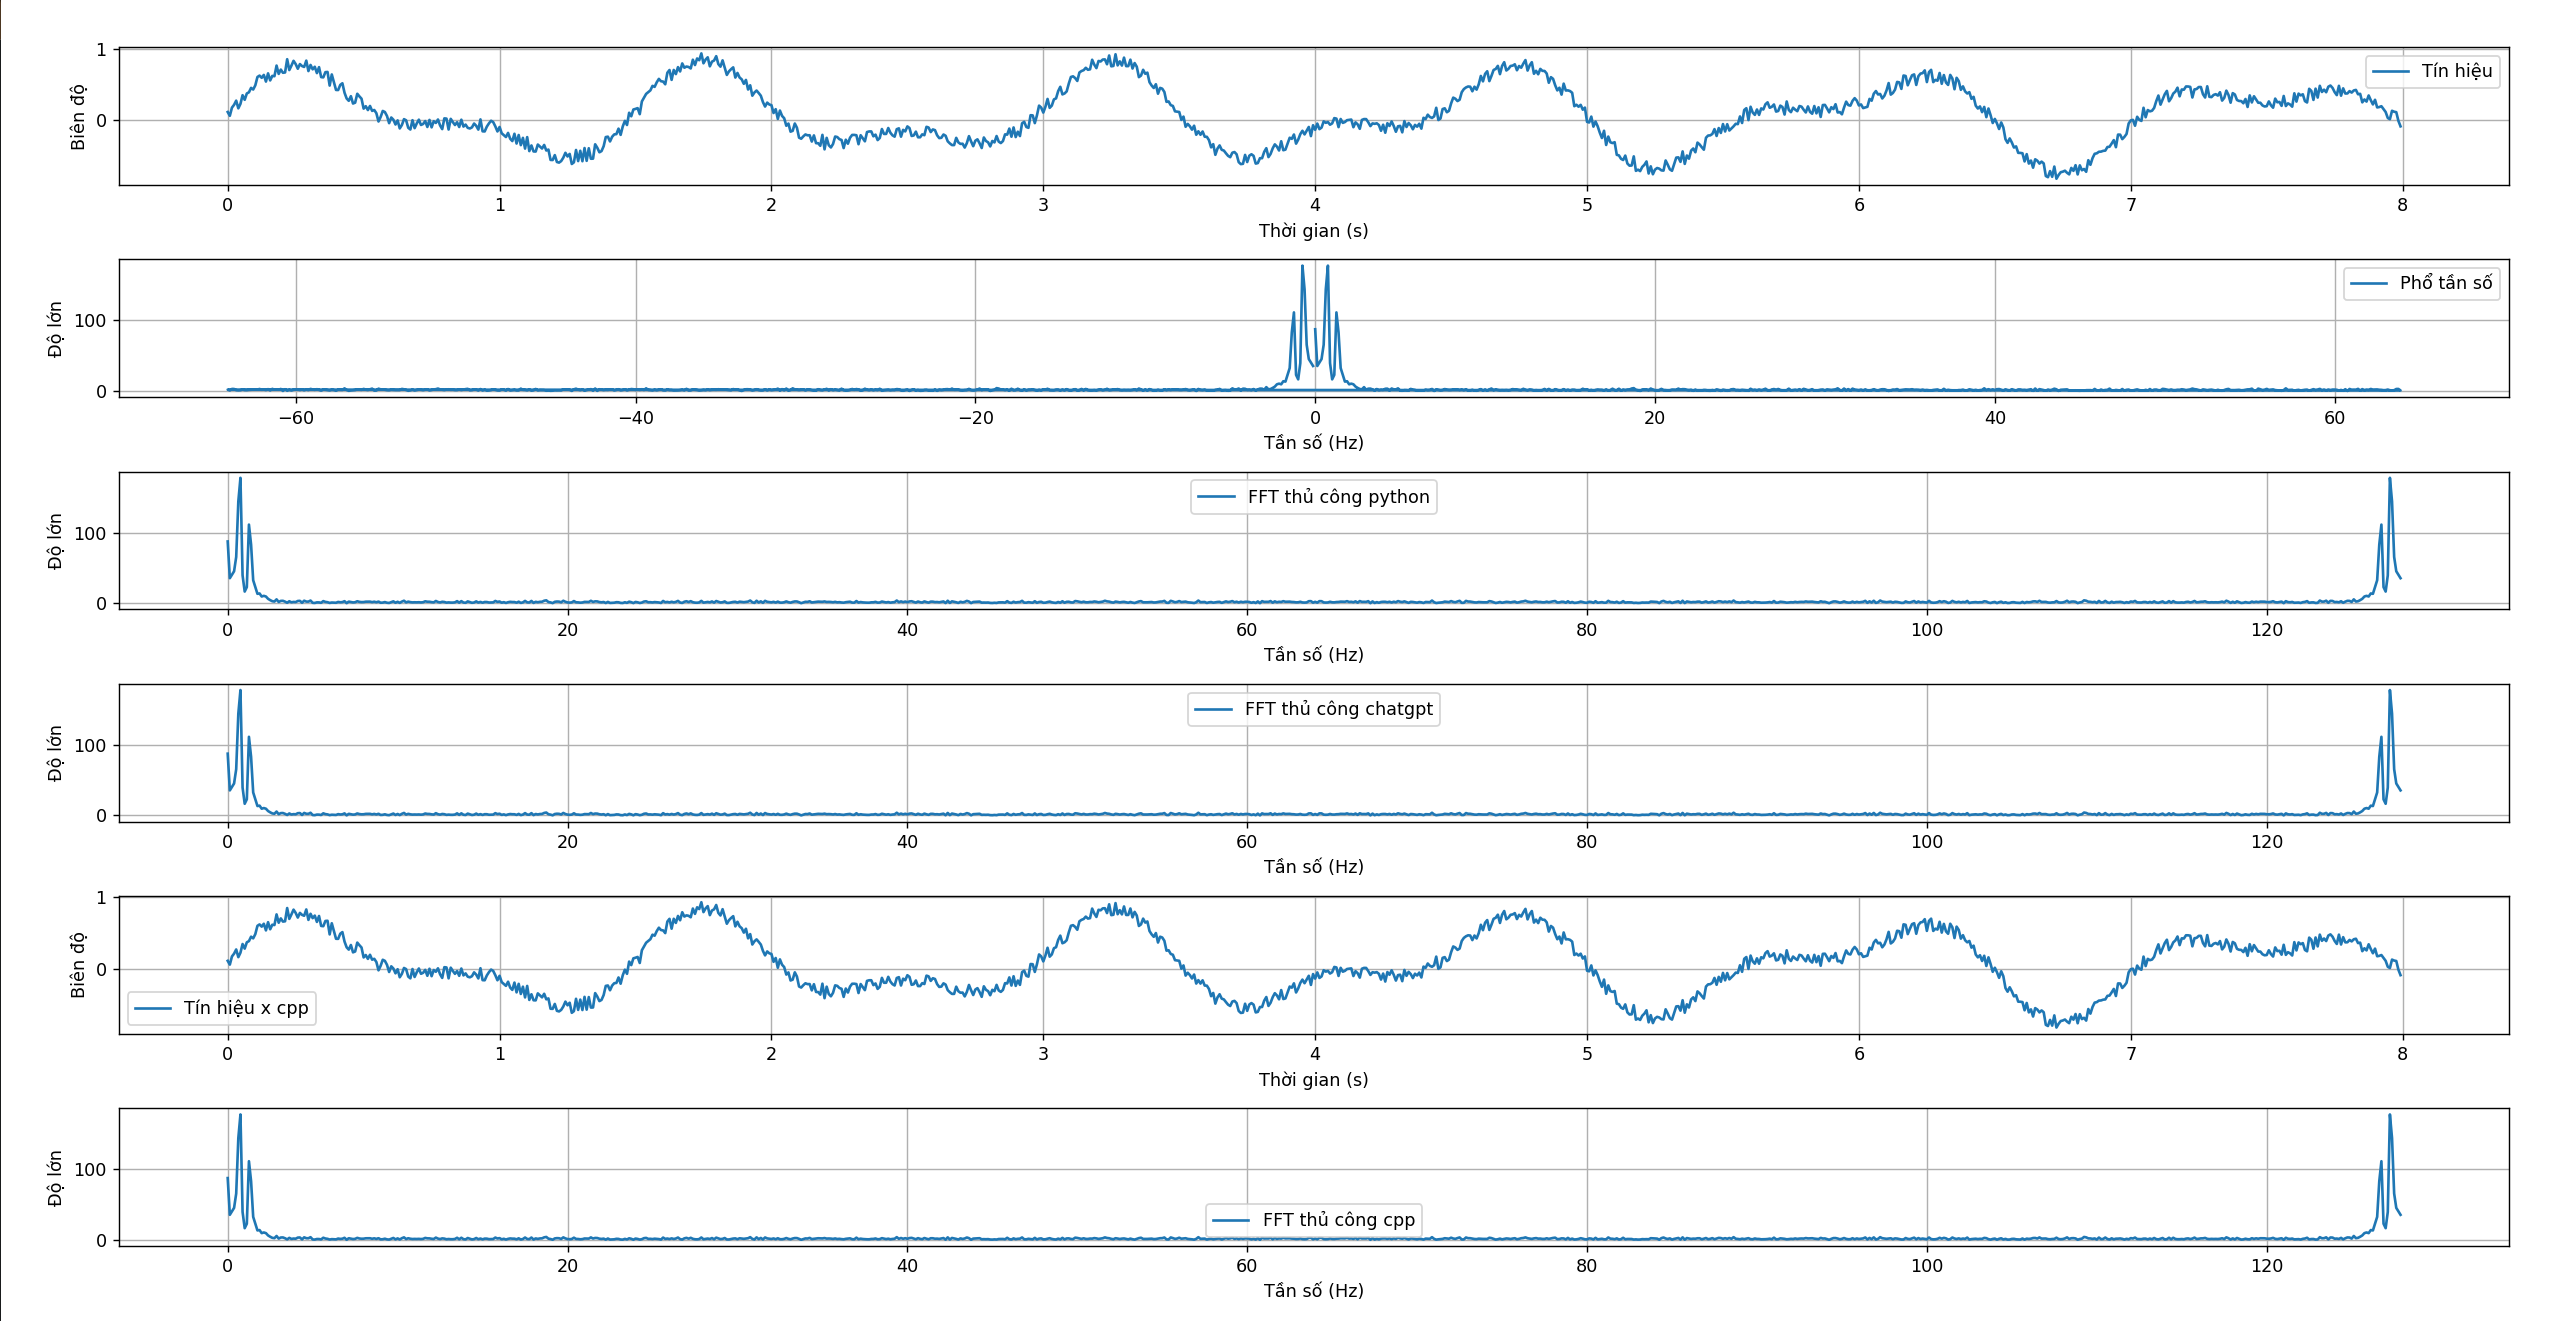 1
0
Biên độ
Tín hiệu
0 1 2 3 4 5 6 7 8
Thời gian (s)
100
0
Độ lớn
Phổ tần số
−60 −40 −20 0 20 40 60
Tần số (Hz)
100
0
Độ lớn
FFT thủ công python
0 20 40 60 80 100 120
Tần số (Hz)
100
0
Độ lớn
FFT thủ công chatgpt
0 20 40 60 80 100 120
Tần số (Hz)
1
0
Biên độ
Tín hiệu x cpp
0 1 2 3 4 5 6 7 8
Thời gian (s)
100
0
Độ lớn
FFT thủ công cpp
0 20 40 60 80 100 120
Tần số (Hz)